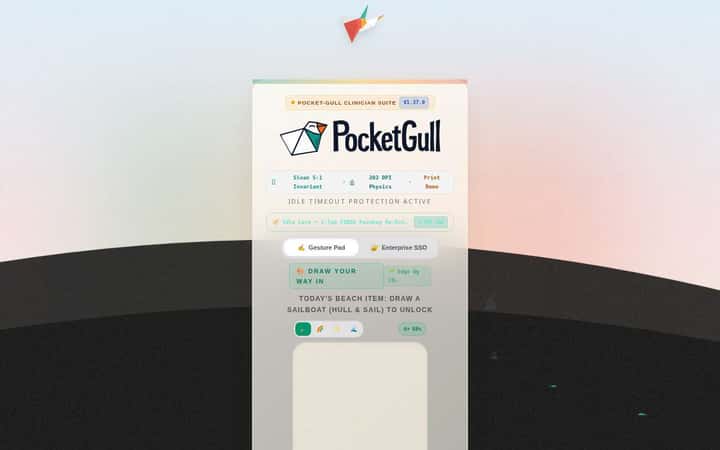 POCKET-GULL CLINICIAN SUITE V1.37.0
PocketGull
Steam 5:1 Invariant · 203 DPI Physics · Print Demo
IDLE TIMEOUT PROTECTION ACTIVE
Gesture Pad Enterprise SSO
DRAW YOUR WAY IN
TODAY'S BEACH ITEM: DRAW A
SAILBOAT (HULL & SAIL) TO UNLOCK